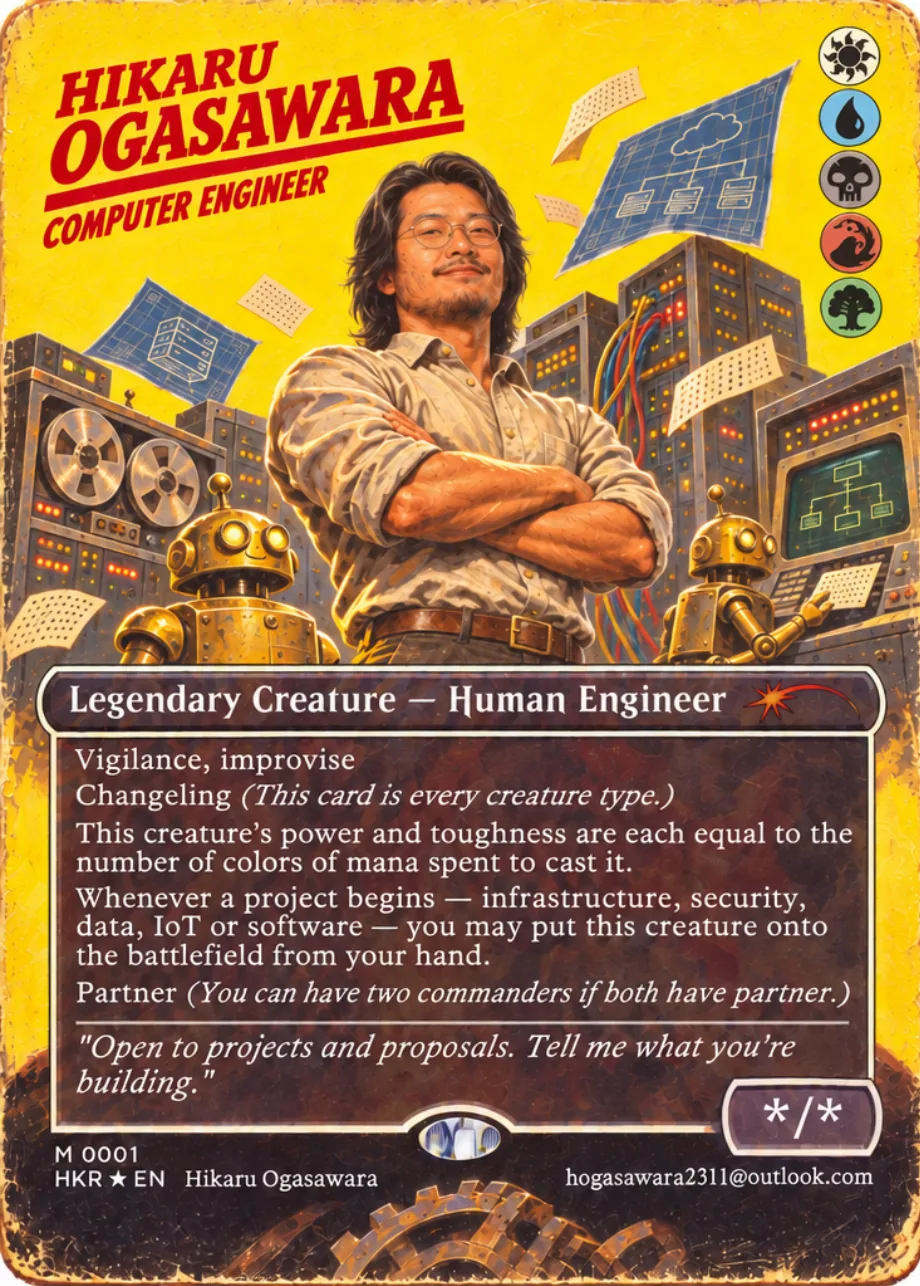 HIKARU
OGASAWARA
COMPUTER ENGINEER
Legendary Creature — Human Engineer
Vigilance, improvise
Changeling (This card is every creature type.)
This creature's power and toughness are each equal to the
number of colors of mana spent to cast it.
Whenever a project begins — infrastructure, security,
data, IoT or software — you may put this creature onto
the battlefield from your hand.
Partner (You can have two commanders if both have partner.)
"Open to projects and proposals. Tell me what you're
building."
*/*
M 0001
HKR ★ EN Hikaru Ogasawara
hogasawara2311@outlook.com